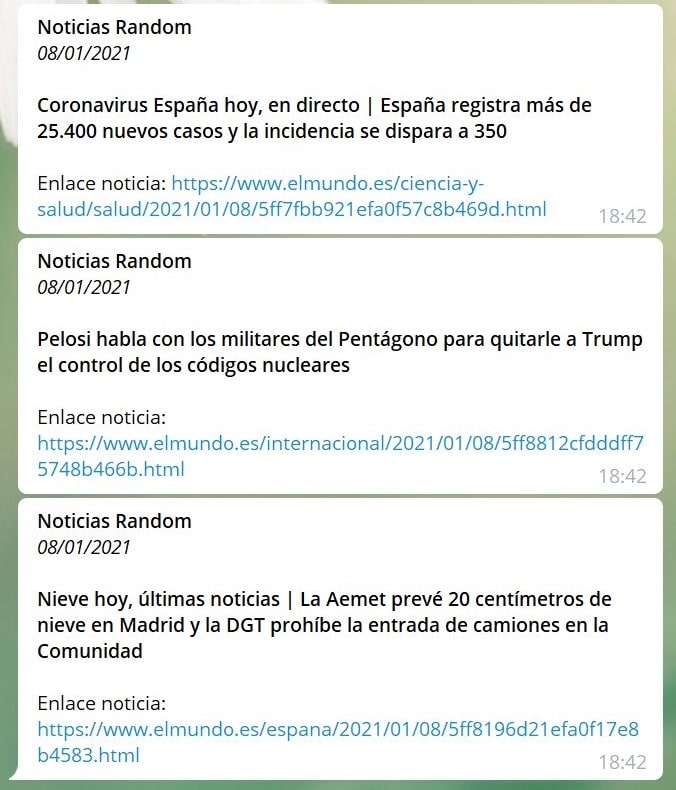 Noticias Random
08/01/2021
Coronavirus España hoy, en directo | España registra más de
25.400 nuevos casos y la incidencia se dispara a 350
Enlace noticia: https://www.elmundo.es/ciencia-y-
salud/salud/2021/01/08/5ff7fbb921efa0f57c8b469d.html
18:42
Noticias Random
08/01/2021
Pelosi habla con los militares del Pentágono para quitarle a Trump
el control de los códigos nucleares
Enlace noticia:
https://www.elmundo.es/internacional/2021/01/08/5ff8812cfdddff7
5748b466b.html
18:42
Noticias Random
08/01/2021
Nieve hoy, últimas noticias | La Aemet prevé 20 centímetros de
nieve en Madrid y la DGT prohíbe la entrada de camiones en la
Comunidad
Enlace noticia:
https://www.elmundo.es/espana/2021/01/08/5ff8196d21efa0f17e8
b4583.html
18:42